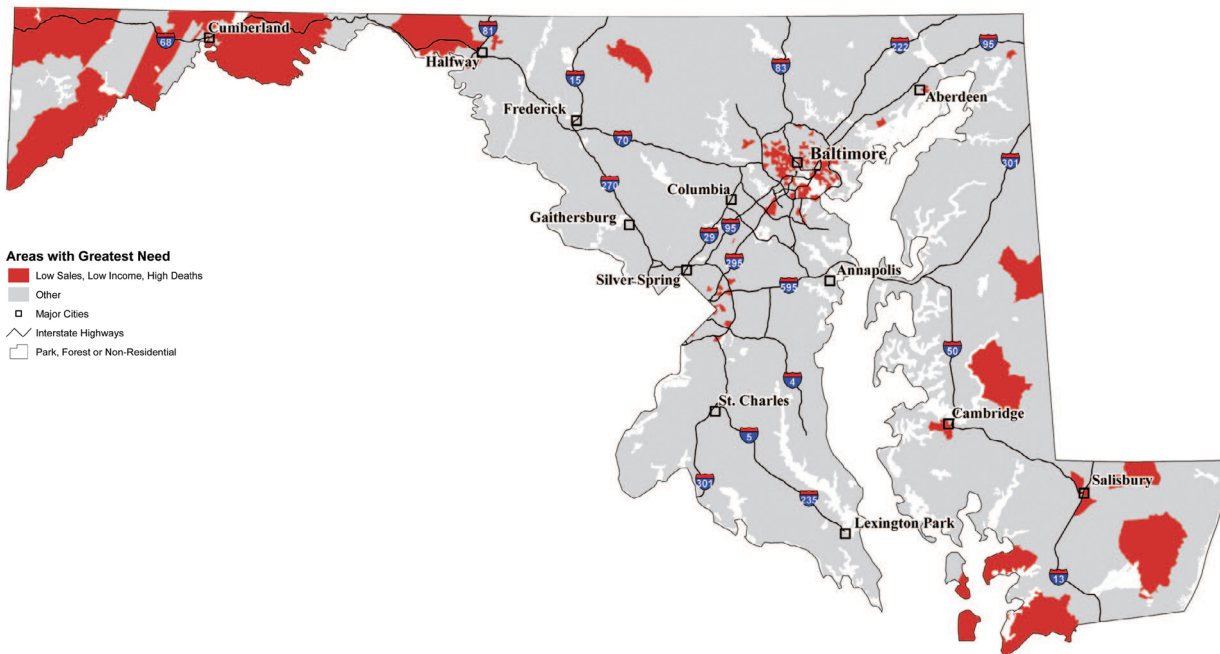 Cumberland
68
81
Halfway
15
83
222
95
Aberdeen
Frederick
70
Baltimore
301
270
Columbia
Gaithersburg
29
95
295
Silver Spring
595
Annapolis
Areas with Greatest Need
Low Sales, Low Income, High Deaths
Other
Major Cities
Interstate Highways
Park, Forest or Non-Residential
50
4
St. Charles
Cambridge
5
301
235
Salisbury
Lexington Park
13